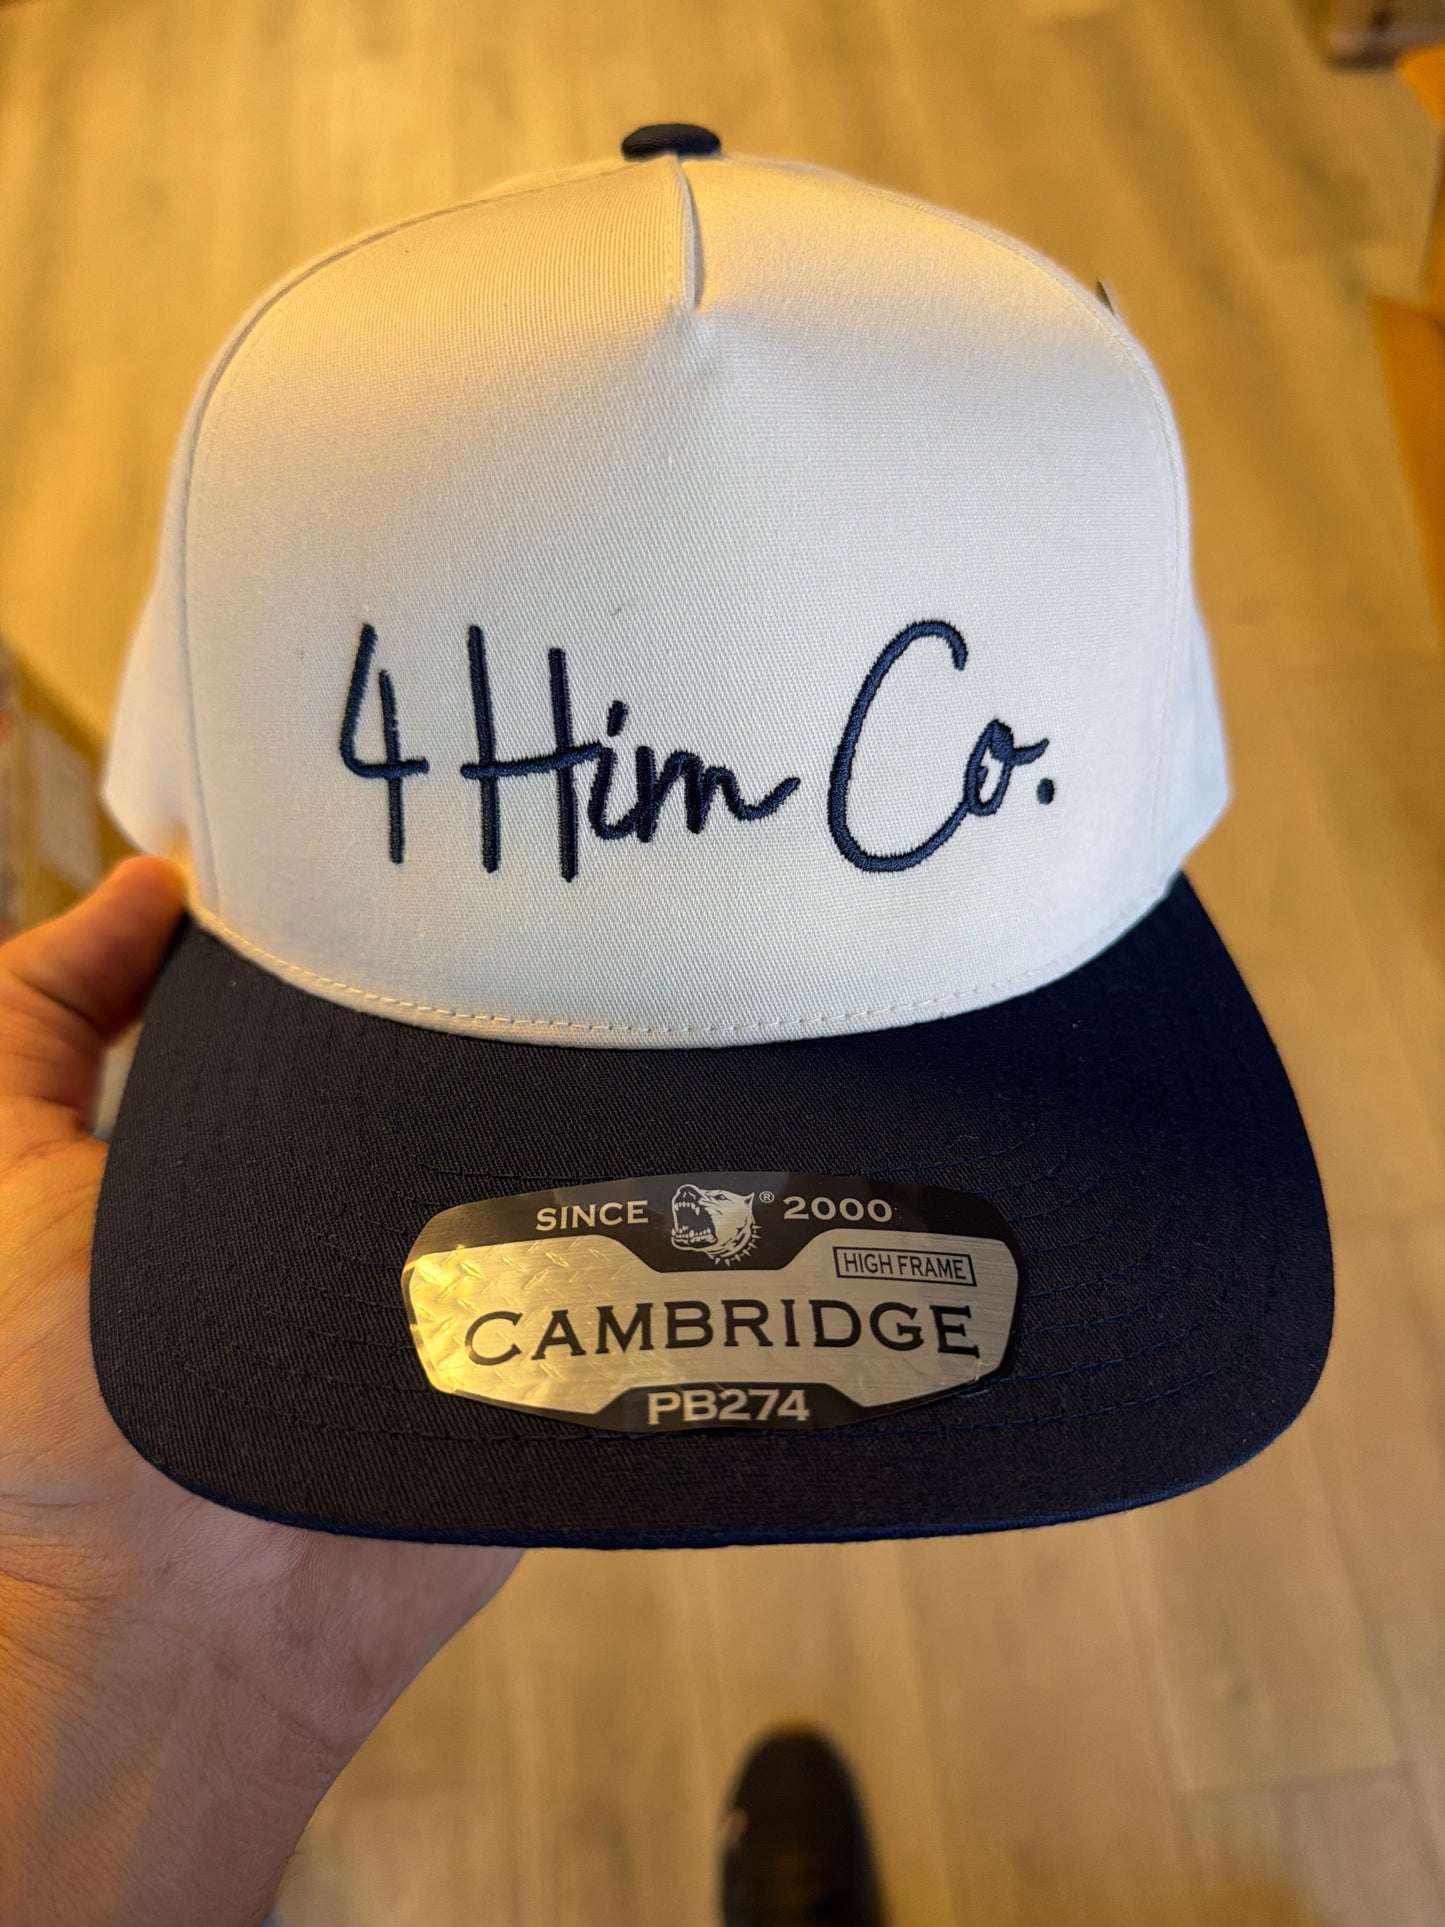 4 Him Co.
SINCE ® 2000
HIGH FRAME
CAMBRIDGE
PB274